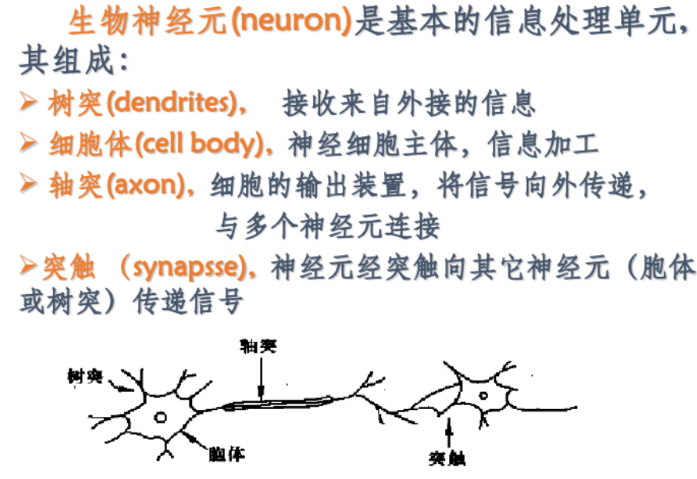 生物神经元(neuron)是基本的信息处理单元，
其组成：
➢ 树突(dendrites)， 接收来自外接的信息
➢ 细胞体(cell body)，神经细胞主体，信息加工
➢ 轴突(axon)，细胞的输出装置，将信号向外传递，
与多个神经元连接
➢突触 （synapsse)，神经元经突触向其它神经元（胞体
或树突）传递信号
轴突
树突
胞体
突触